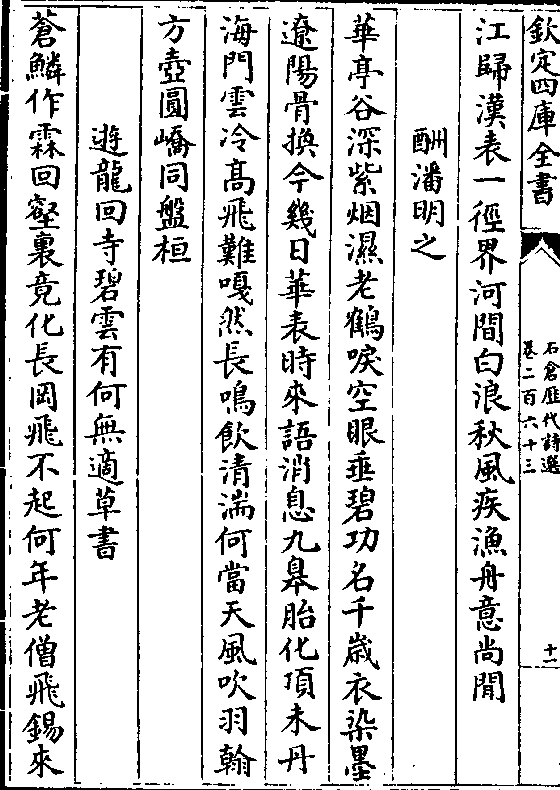 欽定四庫全書
石倉歷代詩選
卷二百六十三
十一
江歸漢表一徑界河間白浪秋風疾漁舟意尚閒
酬潘明之
華亭谷深紫烟濕老鶴唳空眼垂碧功名千歲衣染墨
遼陽骨換今幾日華表時來語消息九臯胎化頂未丹
海門雲冷髙飛難嘎然長鳴飲清湍何當天風吹羽翰
方壺圓嶠同盤桓
遊龍回寺碧雲有何無適草書
蒼鱗作霖回壑裏竟化長岡飛不起何年老僧飛錫來